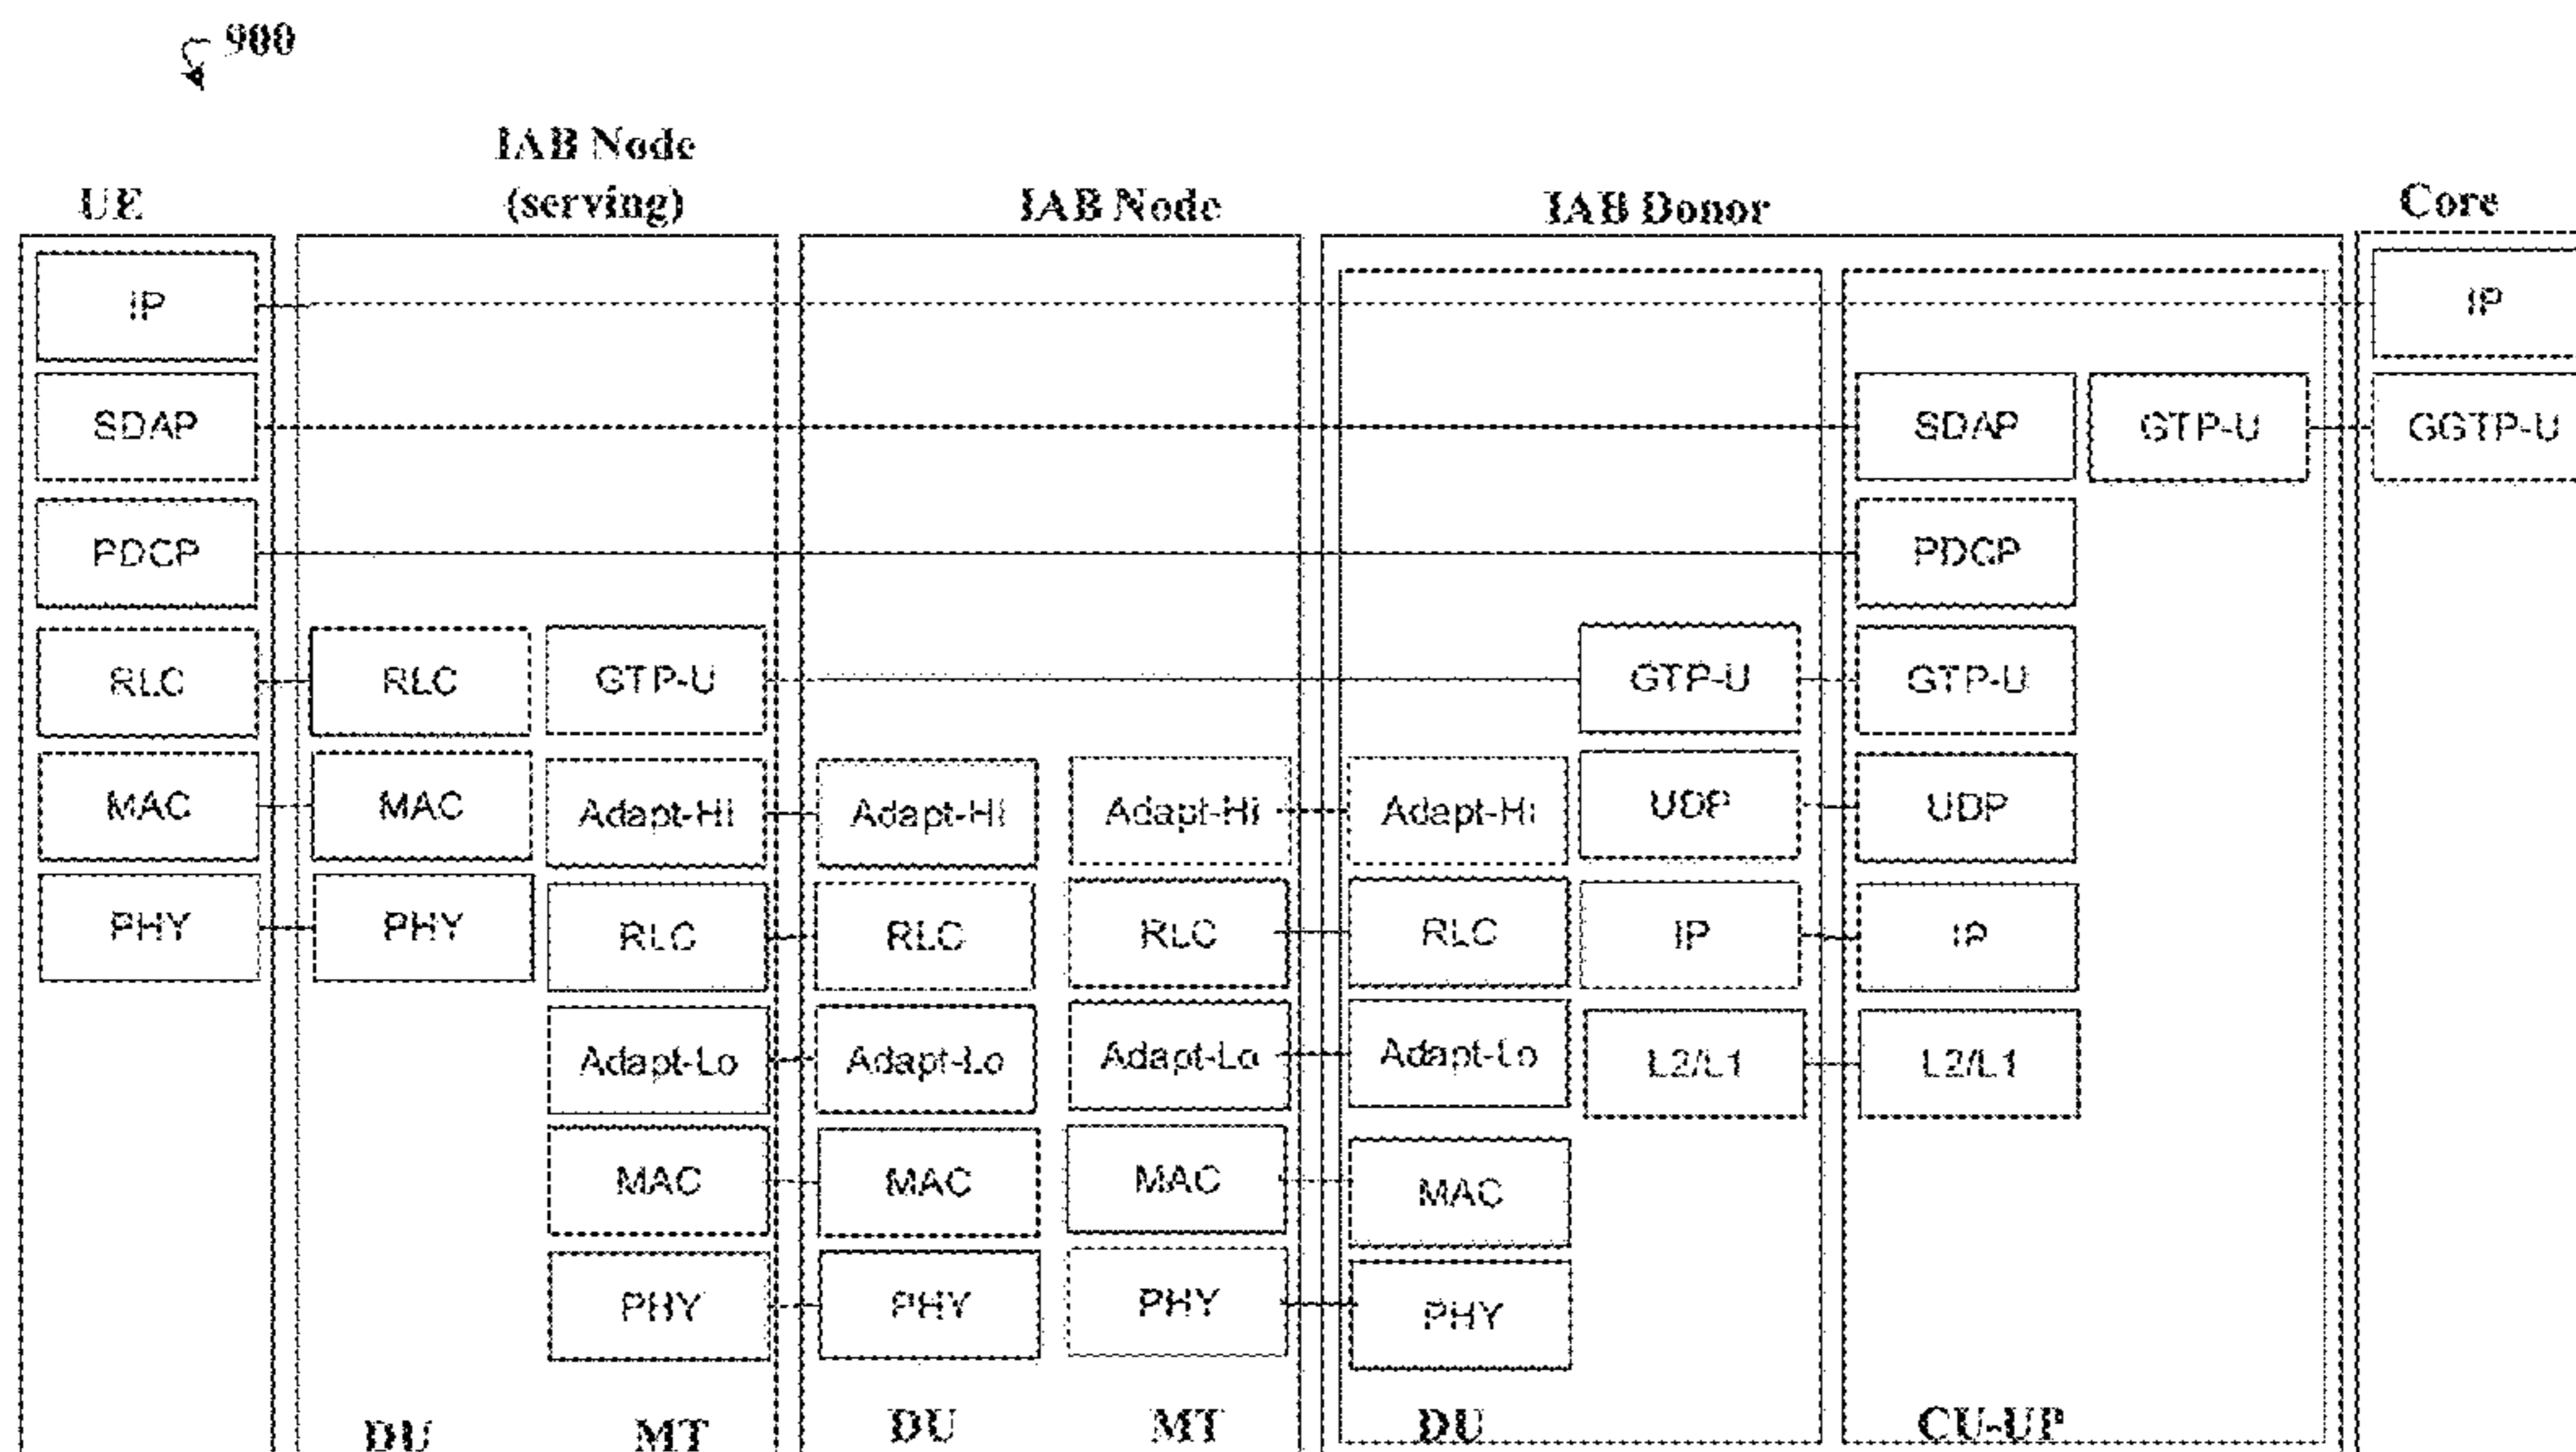 900
IAB Node
(serving)
UE
IAB Node
IAB Donor
Core
IP
IP
SDAP
SDAP
GTP-U
GGTP-U
PDCP
PDCP
RLC
RLC
GTP-U
GTP-U
GTP-U
MAC
MAC
Adapt-Hi
Adapt-Hi
Adapt-Hi
Adapt-Hi
UDP
UDP
PHY
PHY
RLC
RLC
RLC
RLC
IP
IP
Adapt-Lo
Adapt-Lo
Adapt-Lo
Adapt-Lo
L2/L1
L2/L1
MAC
MAC
MAC
MAC
PHY
PHY
PHY
PHY
DU
MT
DU
MT
DU
CU-UP